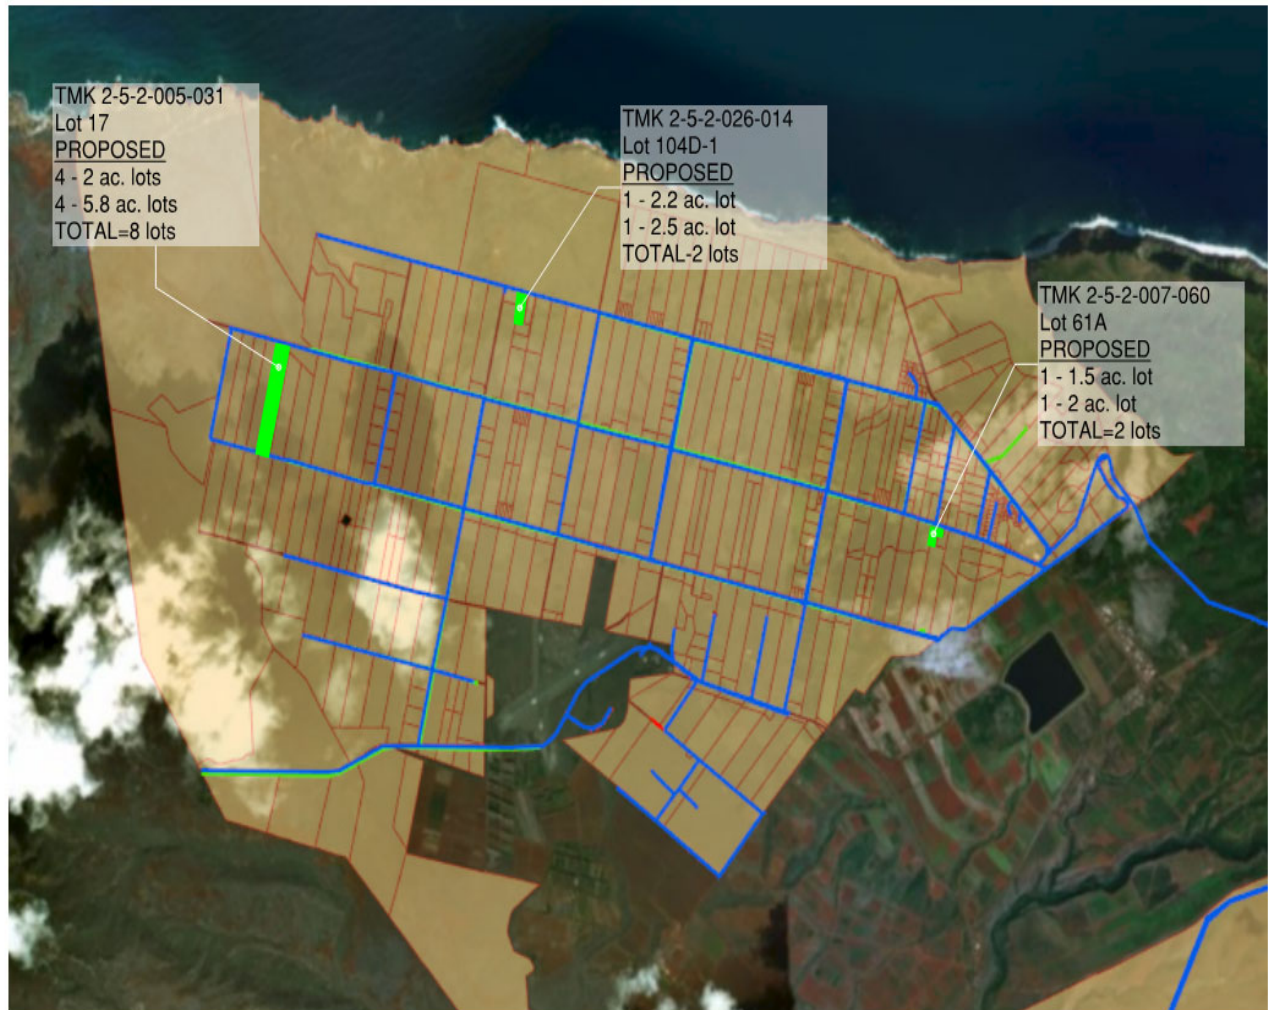 TMK 2-5-2-005-031
Lot 17
PROPOSED
4 - 2 ac. lots
4 - 5.8 ac. lots
TOTAL=8 lots
TMK 2-5-2-026-014
Lot 104D-1
PROPOSED
1 - 2.2 ac. lot
1 - 2.5 ac. lot
TOTAL-2 lots
TMK 2-5-2-007-060
Lot 61A
PROPOSED
1 - 1.5 ac. lot
1 - 2 ac. lot
TOTAL=2 lots